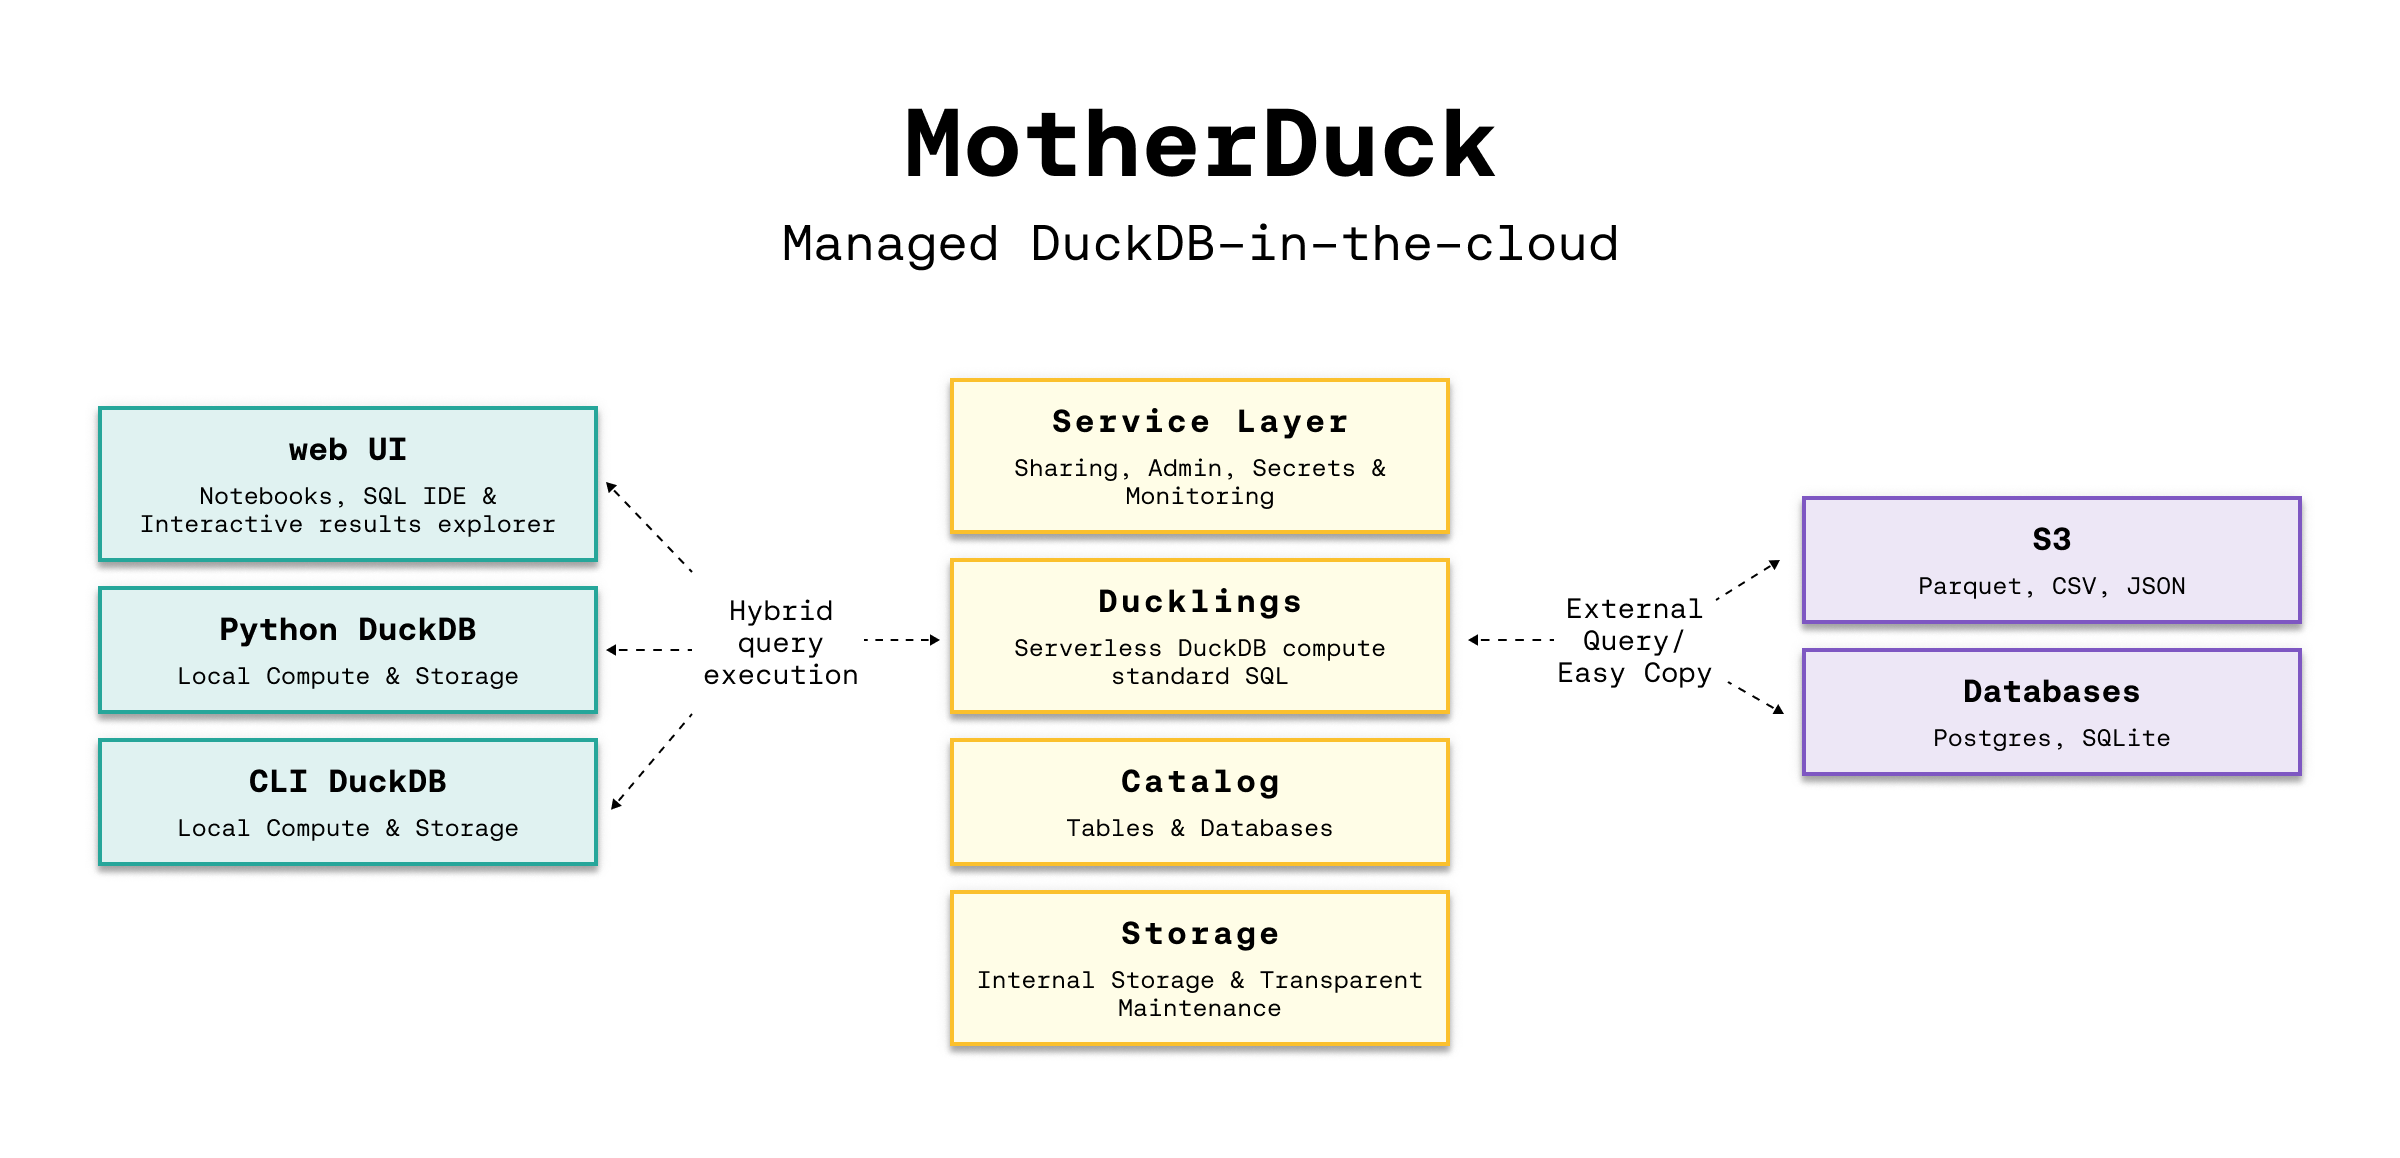 MotherDuck
Managed DuckDB-in-the-cloud
web UI
Notebooks, SQL IDE &
Interactive results explorer
Python DuckDB
Local Compute & Storage
CLI DuckDB
Local Compute & Storage
Hybrid
query
execution
Service Layer
Sharing, Admin, Secrets &
Monitoring
Ducklings
Serverless DuckDB compute
standard SQL
Catalog
Tables & Databases
Storage
Internal Storage & Transparent
Maintenance
External
Query/
Easy Copy
S3
Parquet, CSV, JSON
Databases
Postgres, SQLite